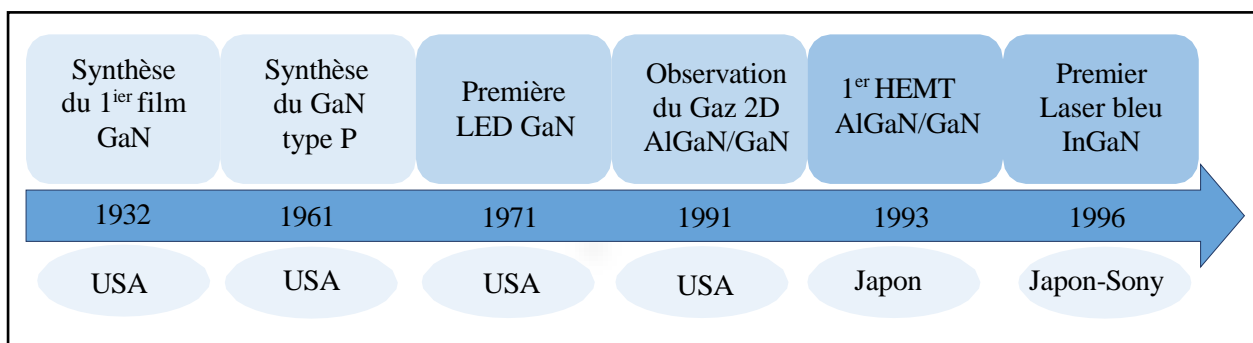 Synthèse
du 1ier film
GaN
Synthèse
du GaN
type P
Première
LED GaN
Observation
du Gaz 2D
AlGaN/GaN
1er HEMT
AlGaN/GaN
Premier
Laser bleu
InGaN
1932
1961
1971
1991
1993
1996
USA
USA
USA
USA
Japon
Japon-Sony